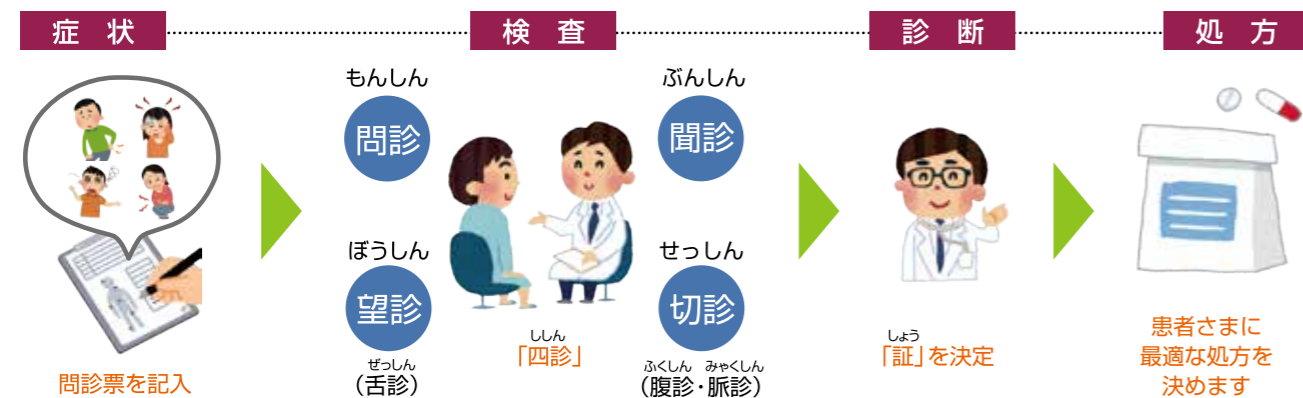 症状
検査
診断
処方
もんしん
問診
ぶんしん
聞診
ぼうしん
望診
ぜっしん
（舌診）
せっしん
切診
ふくしん みゃくしん
（腹診・脈診）
ししん
「四診」
問診票を記入
しょう
「証」を決定
患者さまに
最適な処方を
決めます